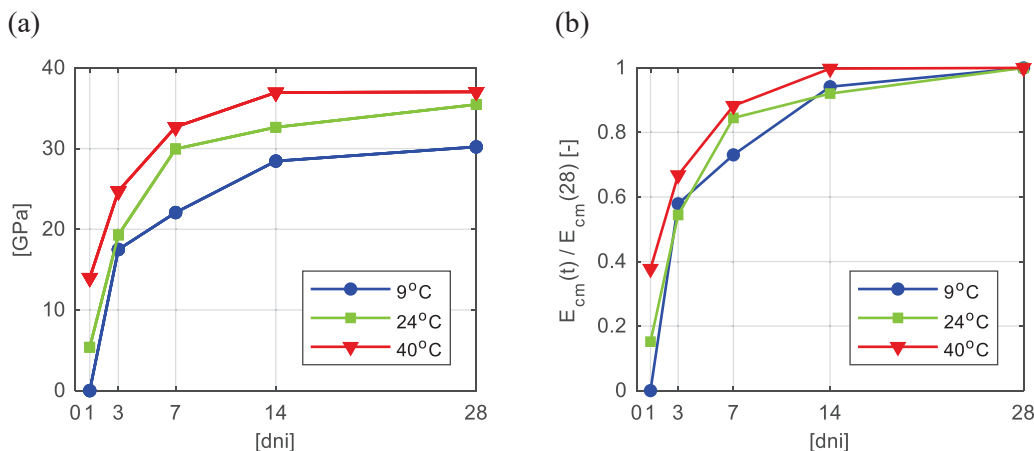 (a)
[GPa]
40
30
20
10
0
0 1 3 7 14 28
[dni]
9°C
24°C
40°C
(b)
E_cm(t) / E_cm(28) [-]
1
0.8
0.6
0.4
0.2
0
0 1 3 7 14 28
[dni]
9°C
24°C
40°C